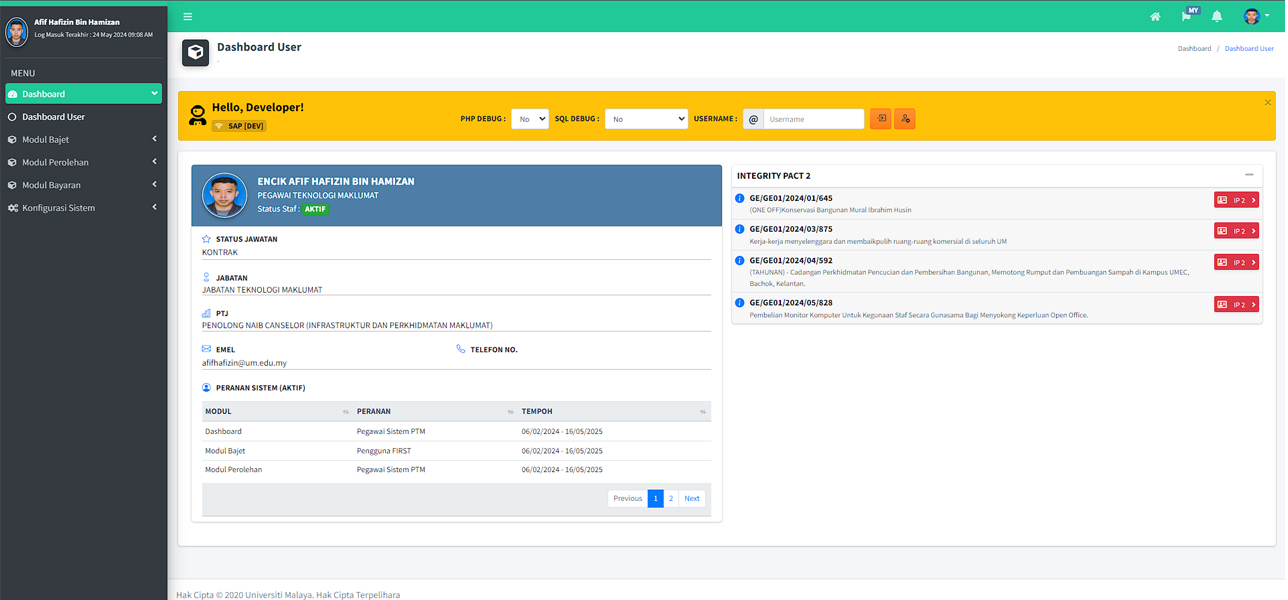 Afif Hafizin Bin Hamizan
Log Masuk Terakhir : 24 May 2024 09:08 AM
MY
Dashboard User
-
Dashboard / Dashboard User
MENU
Dashboard
Dashboard User
Modul Bajet
Modul Perolehan
Modul Bayaran
Konfigurasi Sistem
Hello, Developer!
SAP [DEV]
PHP DEBUG : No SQL DEBUG : No USERNAME : @ Username
×
ENCIK AFIF HAFIZIN BIN HAMIZAN
PEGAWAI TEKNOLOGI MAKLUMAT
Status Staf : AKTIF
STATUS JAWATAN
KONTRAK
JABATAN
JABATAN TEKNOLOGI MAKLUMAT
PTJ
PENOLONG NAIB CANSELOR (INFRASTRUKTUR DAN PERKHIDMATAN MAKLUMAT)
EMEL TELEFON NO.
afifhafizin@um.edu.my
PERANAN SISTEM (AKTIF)
MODUL PERANAN TEMPOH
Dashboard Pegawai Sistem PTM 06/02/2024 - 16/05/2025
Modul Bajet Pengguna FIRST 06/02/2024 - 16/05/2025
Modul Perolehan Pegawai Sistem PTM 06/02/2024 - 16/05/2025
Previous 1 2 Next
INTEGRITY PACT 2
GE/GE01/2024/01/645
(ONE OFF)Konservasi Bangunan Mural Ibrahim Husin
IP 2
GE/GE01/2024/03/875
Kerja-kerja menyelenggara dan membaikpulih ruang-ruang komersial di seluruh UM
IP 2
GE/GE01/2024/04/592
(TAHUNAN) - Cadangan Perkhidmatan Pencucian dan Pembersihan Bangunan, Memotong Rumput dan Pembuangan Sampah di Kampus UMEC,
Bachok, Kelantan.
IP 2
GE/GE01/2024/05/828
Pembelian Monitor Komputer Untuk Kegunaan Staf Secara Gunasama Bagi Menyokong Keperluan Open Office.
IP 2
Hak Cipta © 2020 Universiti Malaya. Hak Cipta Terpelihara